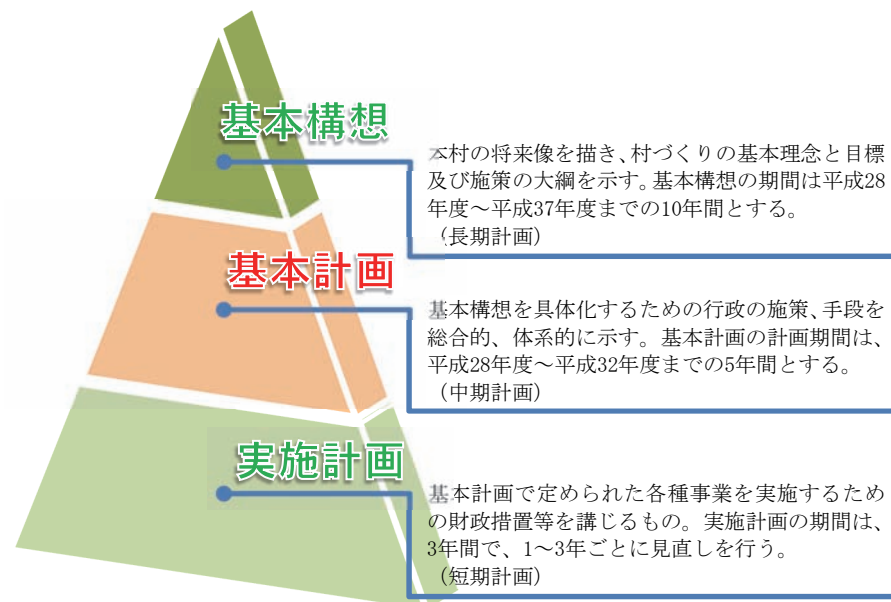 基本構想
本村の将来像を描き、村づくりの基本理念と目標
及び施策の大綱を示す。基本構想の期間は平成28
年度～平成37年度までの10年間とする。
（長期計画）
基本計画
基本構想を具体化するための行政の施策、手段を
総合的、体系的に示す。基本計画の計画期間は、
平成28年度～平成32年度までの5年間とする。
（中期計画）
実施計画
基本計画で定められた各種事業を実施するため
の財政措置等を講じるもの。実施計画の期間は、
3年間で、1～3年ごとに見直しを行う。
（短期計画）